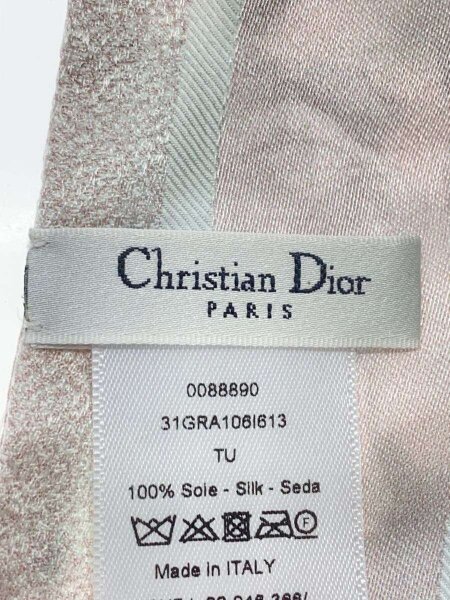 Christian Dior
PARIS
0088890
31GRA106I613
TU
100% Soie - Silk - Seda
F
Made in ITALY